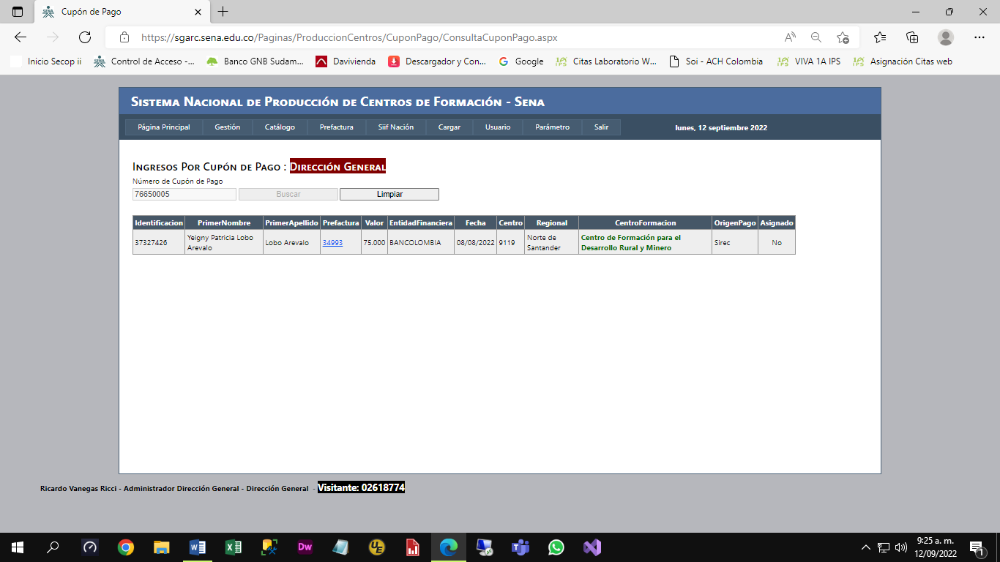 Cupón de Pago
https://sgarc.sena.edu.co/Paginas/ProduccionCentros/CuponPago/ConsultaCuponPago.aspx
Inicio Secop ii Control de Acceso -... Banco GNB Sudam... Davivienda Descargador y Con... Google Citas Laboratorio W... Soi - ACH Colombia VIVA 1A IPS Asignación Citas web
Sistema Nacional de Producción de Centros de Formación - Sena
Página Principal Gestión Catálogo Prefactura Siif Nación Cargar Usuario Parámetro Salir lunes, 12 septiembre 2022
Ingresos Por Cupón de Pago : Dirección General
Número de Cupón de Pago
76650005 Buscar Limpiar
Identificacion PrimerNombre PrimerApellido Prefactura Valor EntidadFinanciera Fecha Centro Regional CentroFormacion OrigenPago Asignado
37327426 Yeigny Patricia Lobo Arevalo Lobo Arevalo 34993 75.000 BANCOLOMBIA 08/08/2022 9119 Norte de Santander Centro de Formación para el Desarrollo Rural y Minero Sirec No
Ricardo Vanegas Ricci - Administrador Dirección General - Dirección General - Visitante: 02618774
9:25 a. m.
12/09/2022